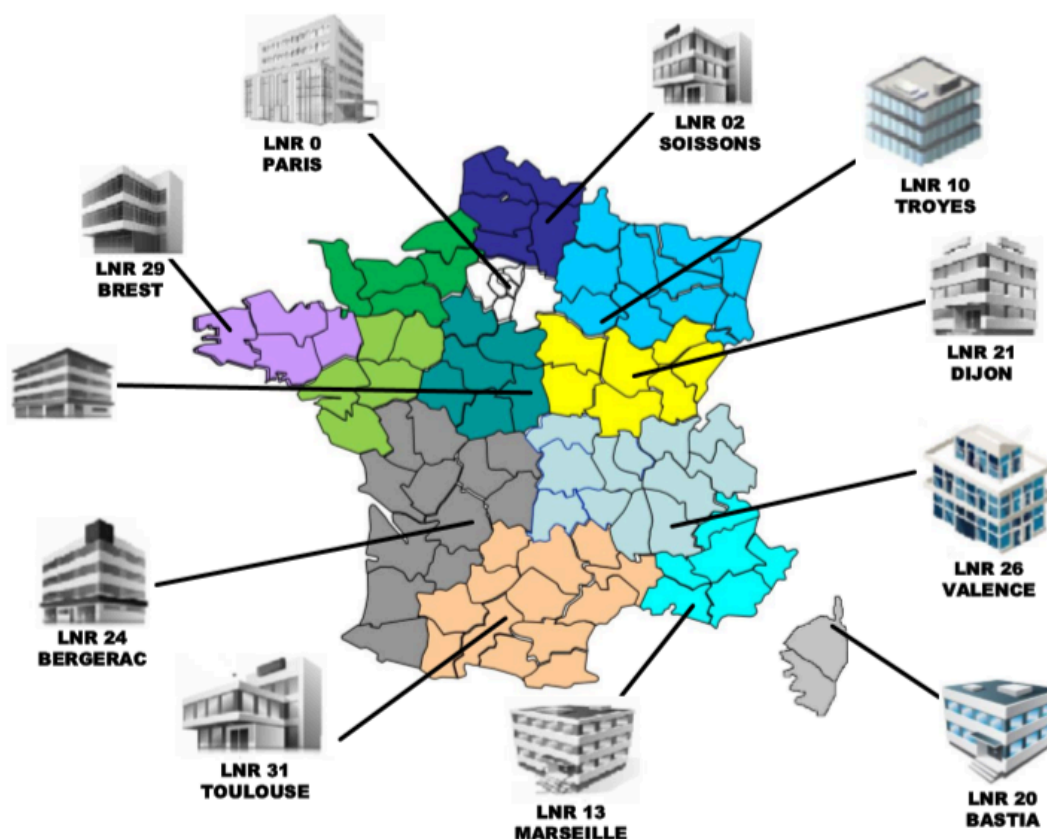 LNR 0
PARIS
LNR 02
SOISSONS
LNR 10
TROYES
LNR 29
BREST
LNR 21
DIJON
LNR 26
VALENCE
LNR 24
BERGERAC
LNR 31
TOULOUSE
LNR 13
MARSEILLE
LNR 20
BASTIA